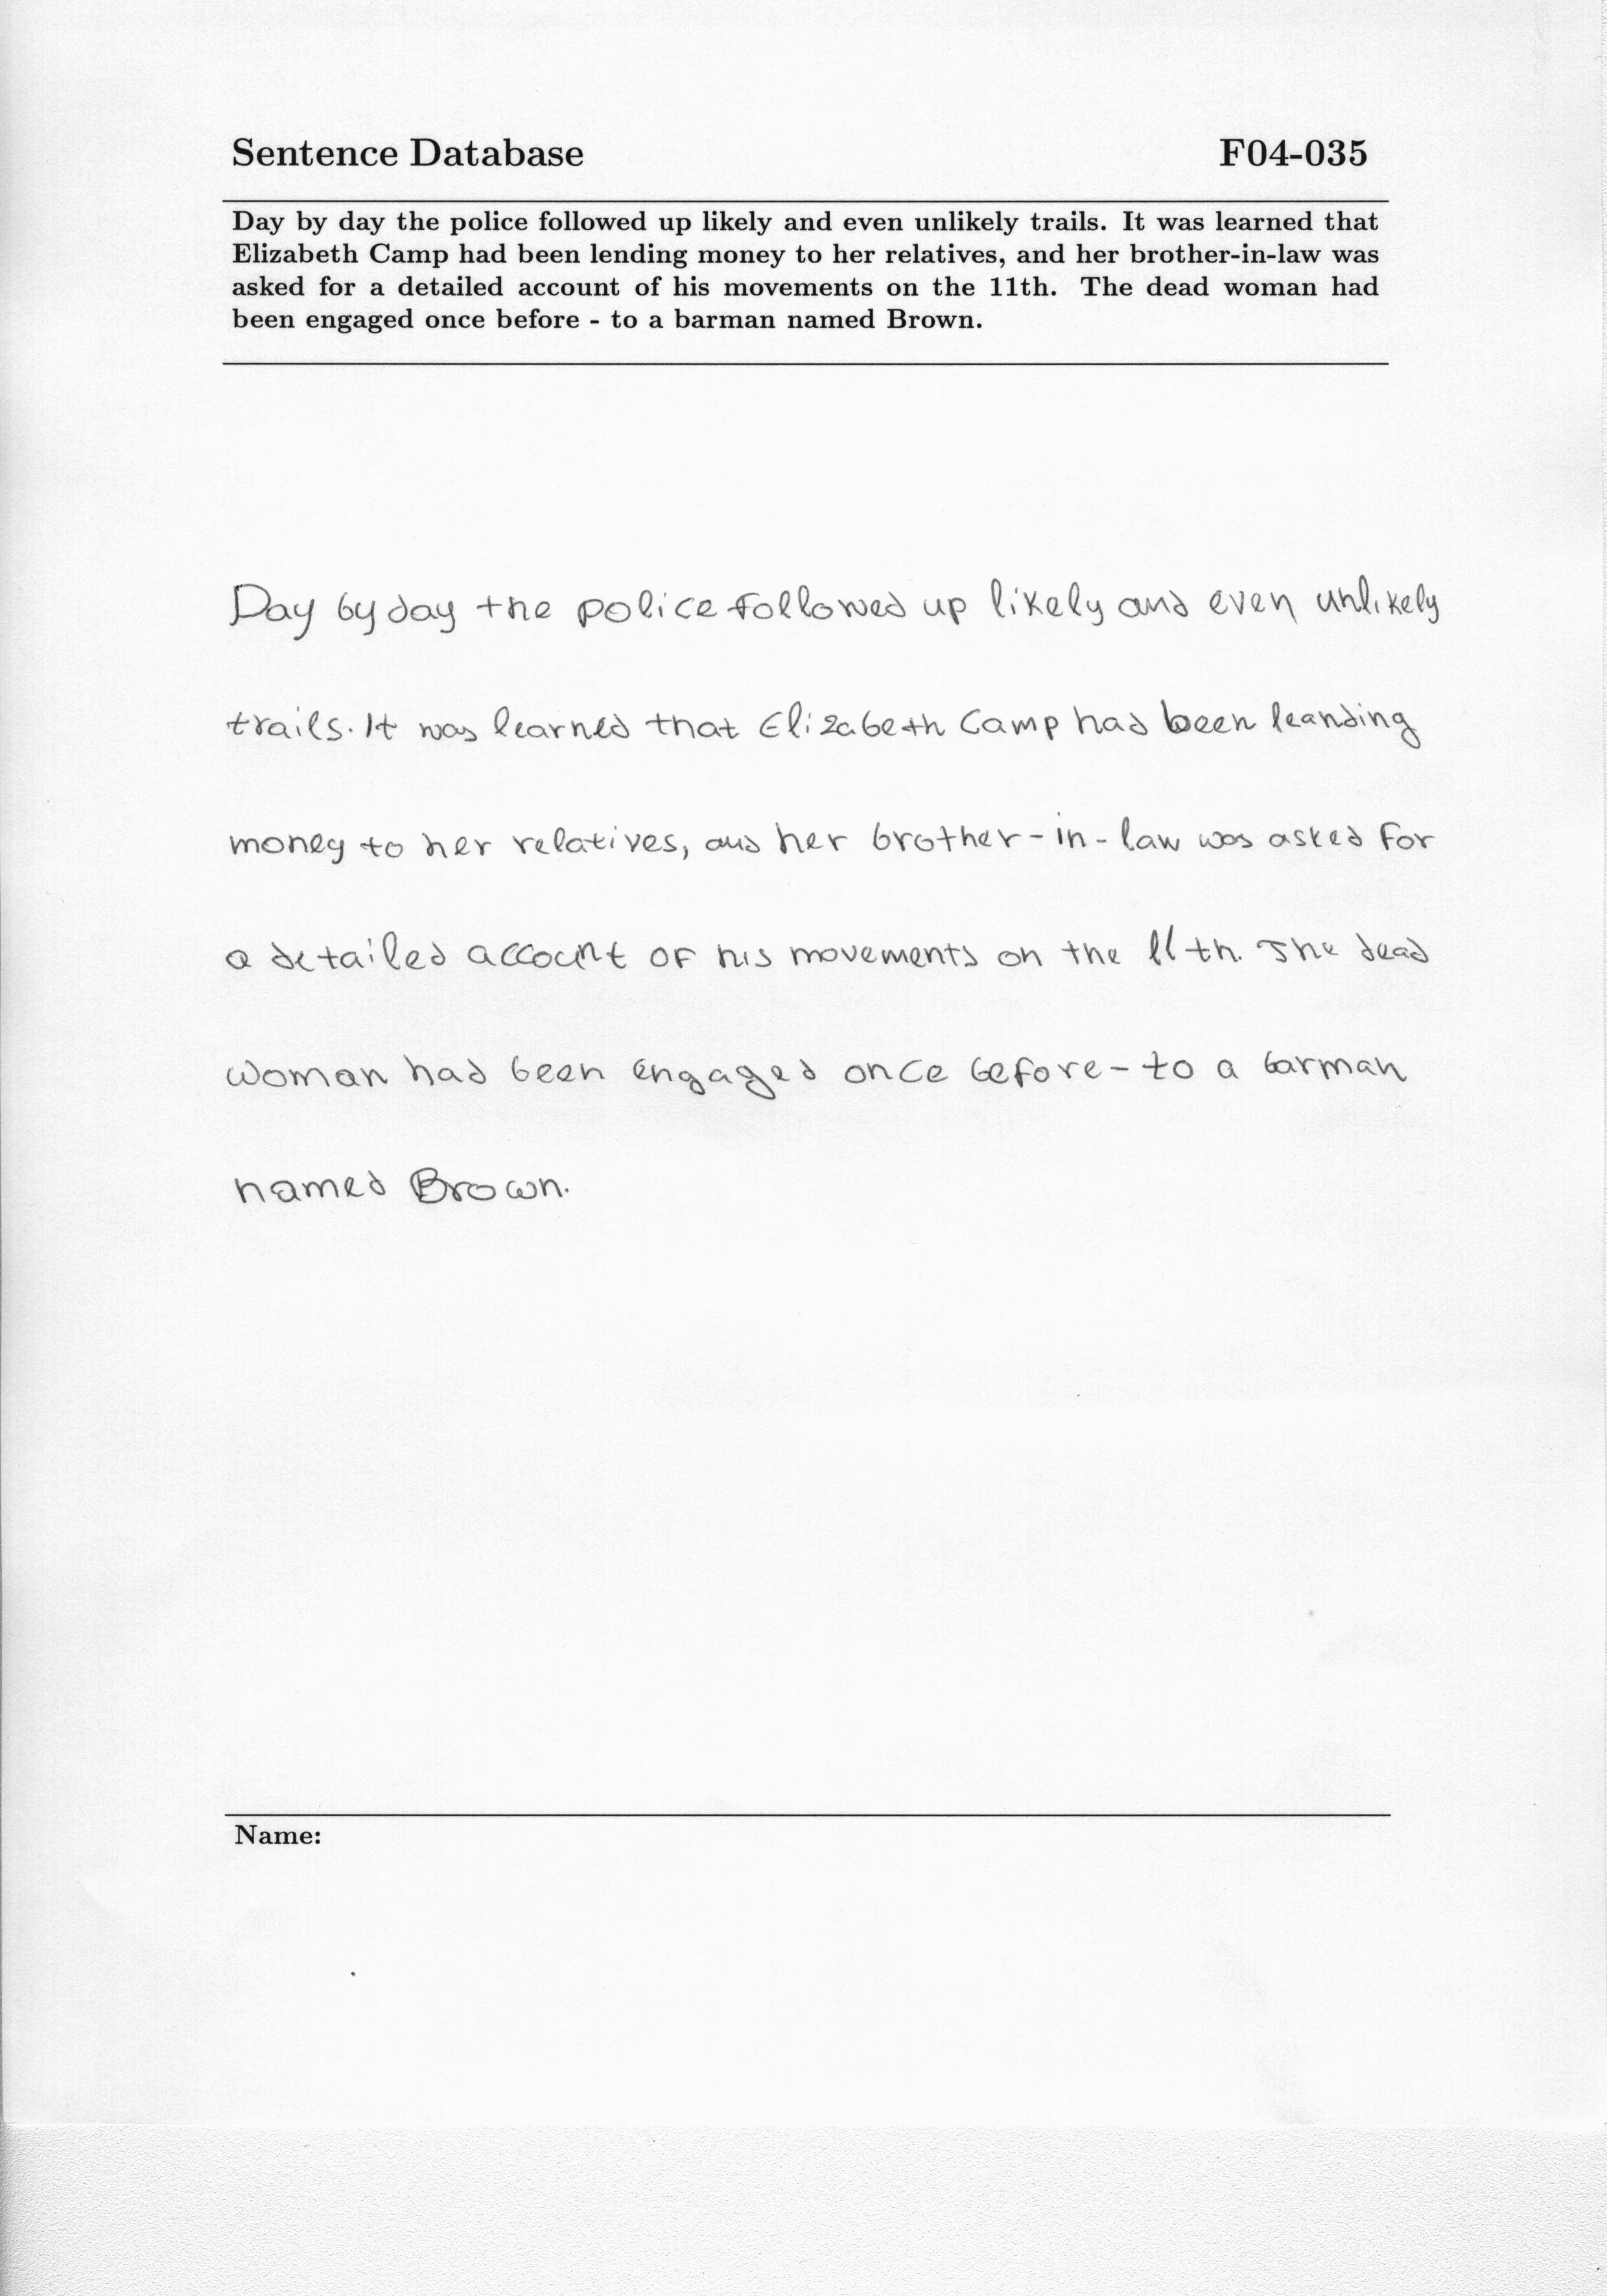 Sentence Database F04-035
Day by day the police followed up likely and even unlikely trails. It was learned that
Elizabeth Camp had been lending money to her relatives, and her brother-in-law was
asked for a detailed account of his movements on the 11th. The dead woman had
been engaged once before - to a barman named Brown.
Day by day the police followed up likely and even unlikely
trails. It was learned that Elizabeth Camp had been leanding
money to her relatives, and her brother-in-law was asked for
a detailed account of his movements on the 11th. The dead
woman had been engaged once before - to a barman
named Brown.
Name: